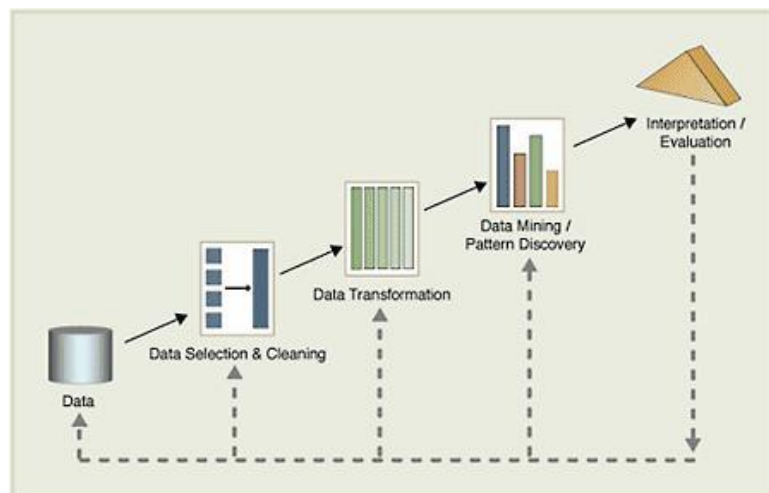 Data
Data Selection & Cleaning
Data Transformation
Data Mining /
Pattern Discovery
Interpretation /
Evaluation